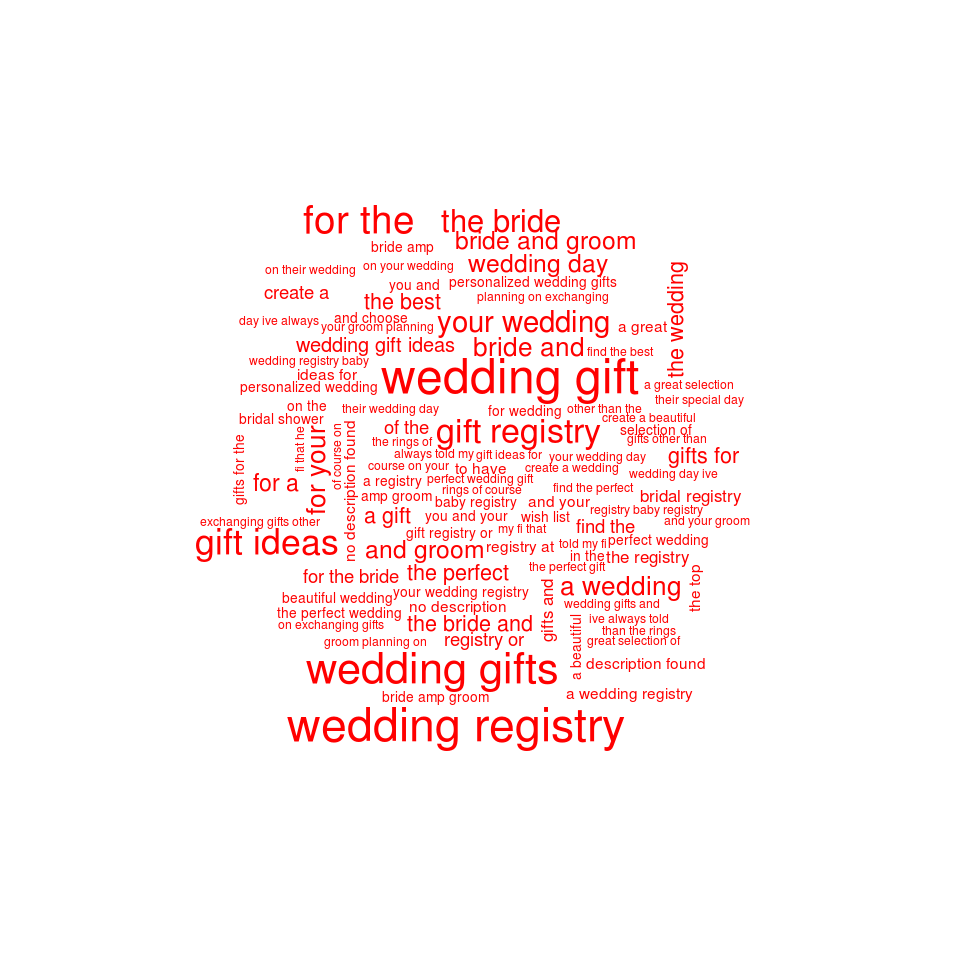 for the
the bride
bride amp
bride and groom
on their wedding
on your wedding
wedding day
the wedding
you and
personalized wedding gifts
create a
the best
planning on exchanging
day ive always
and choose
your groom planning
your wedding
a great
wedding gift ideas
bride and
find the best
wedding registry baby
ideas for
wedding gift
personalized wedding
a great selection
their special day
on the
their wedding day
for wedding
other than the
bridal shower
create a beautiful
of the
gift registry
selection of
gifts other than
the rings of
fi that he
for your
of course on
no description found
gifts for the
always told my
gift ideas for
your wedding day
gifts for
course on your
to have
create a wedding
wedding day ive
for a
a registry
perfect wedding gift
rings of course
find the perfect
amp groom
baby registry
and your
bridal registry
registry baby registry
exchanging gifts other
a gift
you and your
wish list
find the
and your groom
gift registry or
my fi that
gift ideas
and groom
registry at
told my fi
perfect wedding
in the
the registry
for the bride
the perfect
the perfect gift
a wedding
the top
beautiful wedding
your wedding registry
gifts and
wedding gifts and
the perfect wedding
no description
on exchanging gifts
the bride and
a beautiful
ive always told
than the rings
groom planning on
registry or
great selection of
wedding gifts
description found
bride amp groom
a wedding registry
wedding registry